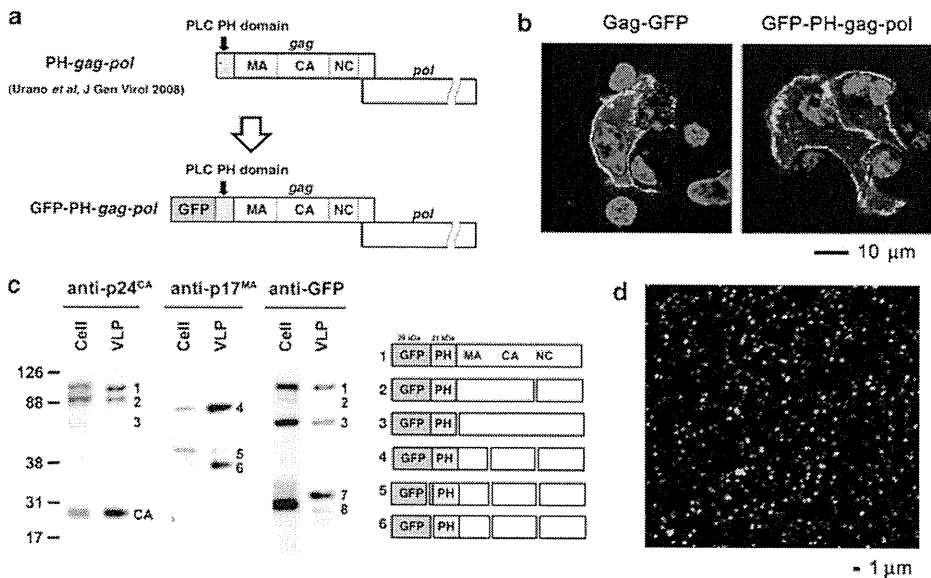 a
PLC PH domain
gag
PH-gag-pol
MA CA NC
pol
(Urano et al, J Gen Virol 2008)
PLC PH domain
gag
GFP-PH-gag-pol
GFP MA CA NC
pol
b
Gag-GFP
GFP-PH-gag-pol
10 µm
c
anti-p24CA
anti-p17MA
anti-GFP
Cell VLP Cell VLP Cell VLP
126
88
38
31
17
1
2
3
CA
4
5
6
1
2
3
7
8
1 GFP PH MA CA NC
2 GFP PH
3 GFP PH
4 GFP PH
5 GFP PH
6 GFP PH
d
1 µm